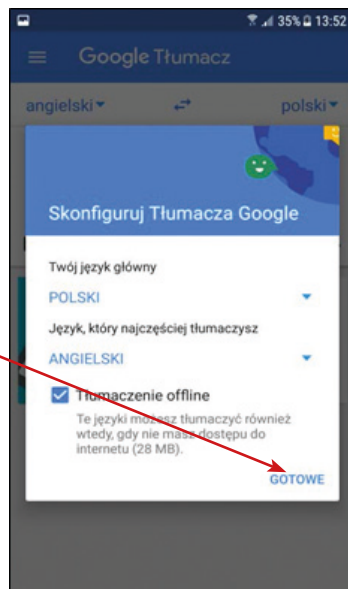 35% 13:52
Google Tłumacz
angielski polski
Skonfiguruj Tłumacza Google
Twój język główny
POLSKI
Język, który najczęściej tłumaczysz
ANGIELSKI
Tłumaczenie offline
Te języki możesz tłumaczyć również
wtedy, gdy nie masz dostępu do
internetu (28 MB).
GOTOWE